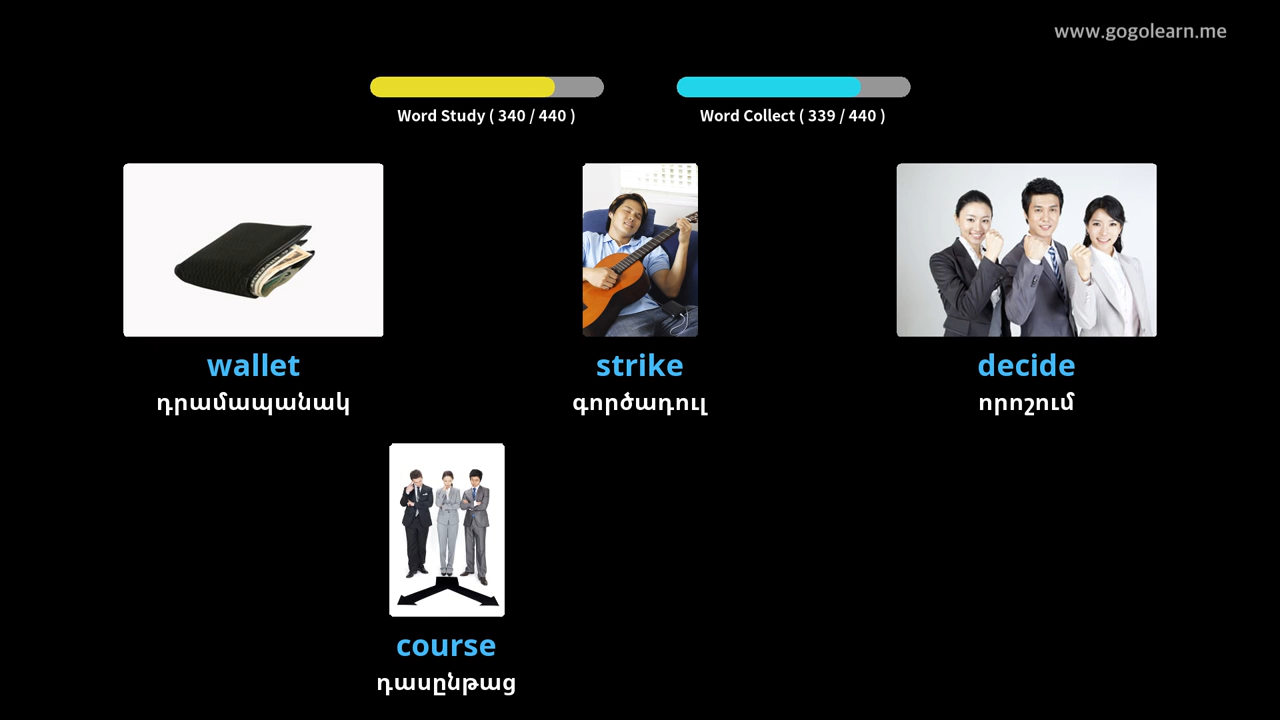 www.gogolearn.me
Word Study ( 340 / 440 )
Word Collect ( 339 / 440 )
wallet
դրամապանակ
strike
գործադուլ
decide
որոշում
course
դասընթաց